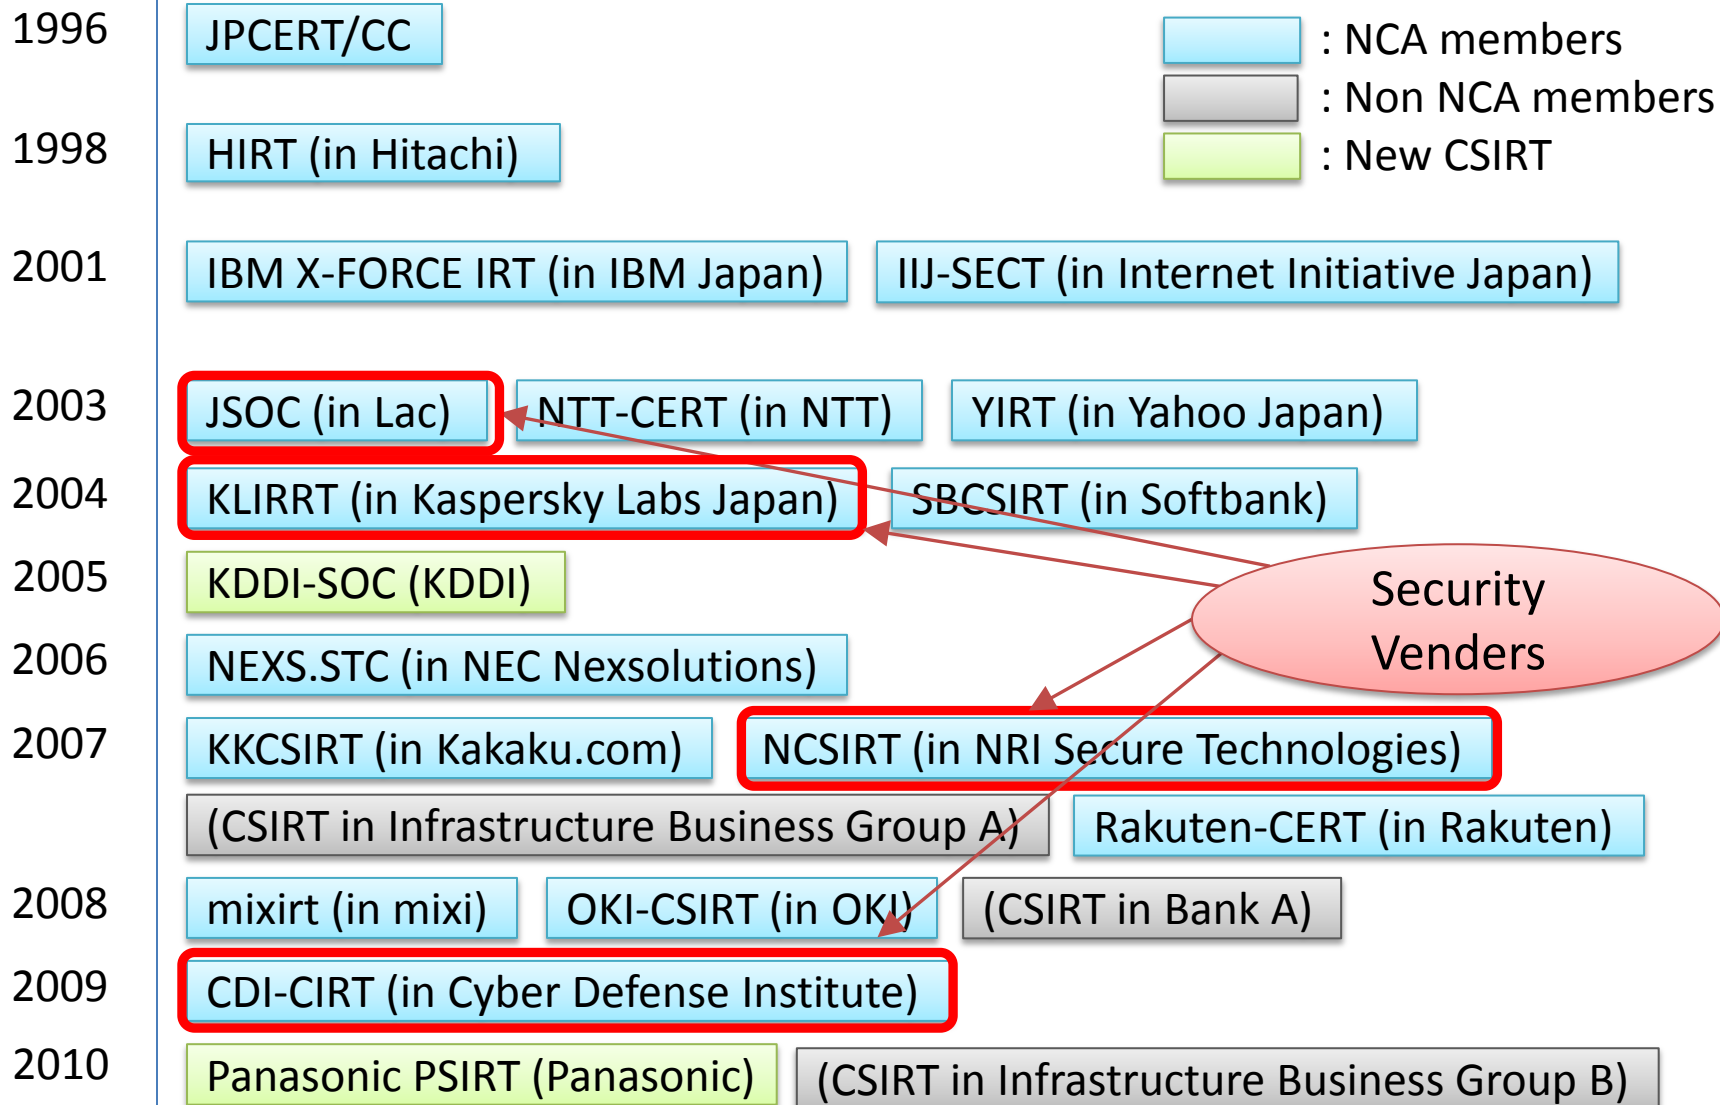 1996
JPCERT/CC
: NCA members
: Non NCA members
: New CSIRT
1998
HIRT (in Hitachi)
2001
IBM X-FORCE IRT (in IBM Japan)
IIJ-SECT (in Internet Initiative Japan)
2003
JSOC (in Lac)
NTT-CERT (in NTT)
YIRT (in Yahoo Japan)
2004
KLIRRT (in Kaspersky Labs Japan)
SBCSIRT (in Softbank)
2005
KDDI-SOC (KDDI)
Security
Venders
2006
NEXS.STC (in NEC Nexsolutions)
2007
KKCSIRT (in Kakaku.com)
NCSIRT (in NRI Secure Technologies)
(CSIRT in Infrastructure Business Group A)
Rakuten-CERT (in Rakuten)
2008
mixirt (in mixi)
OKI-CSIRT (in OKI)
(CSIRT in Bank A)
2009
CDI-CIRT (in Cyber Defense Institute)
2010
Panasonic PSIRT (Panasonic)
(CSIRT in Infrastructure Business Group B)